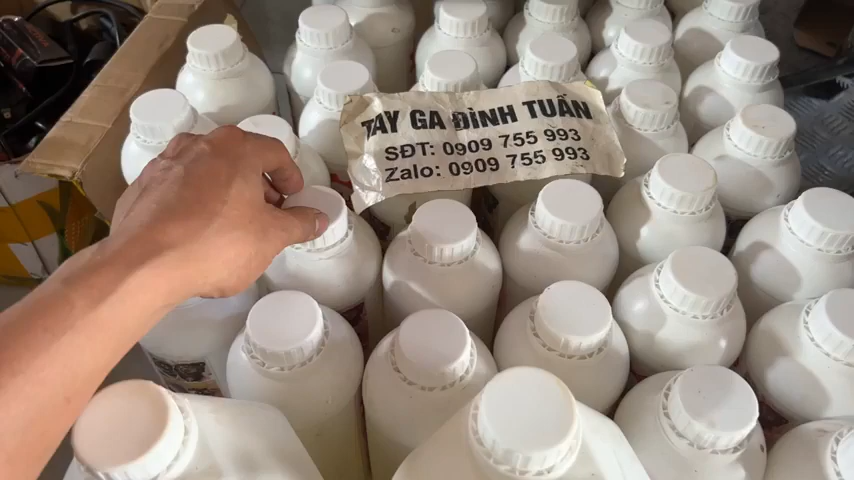 TAY GA ĐÌNH TUẤN
SĐT: 0909 755 993
Zalo: 0909 755 993